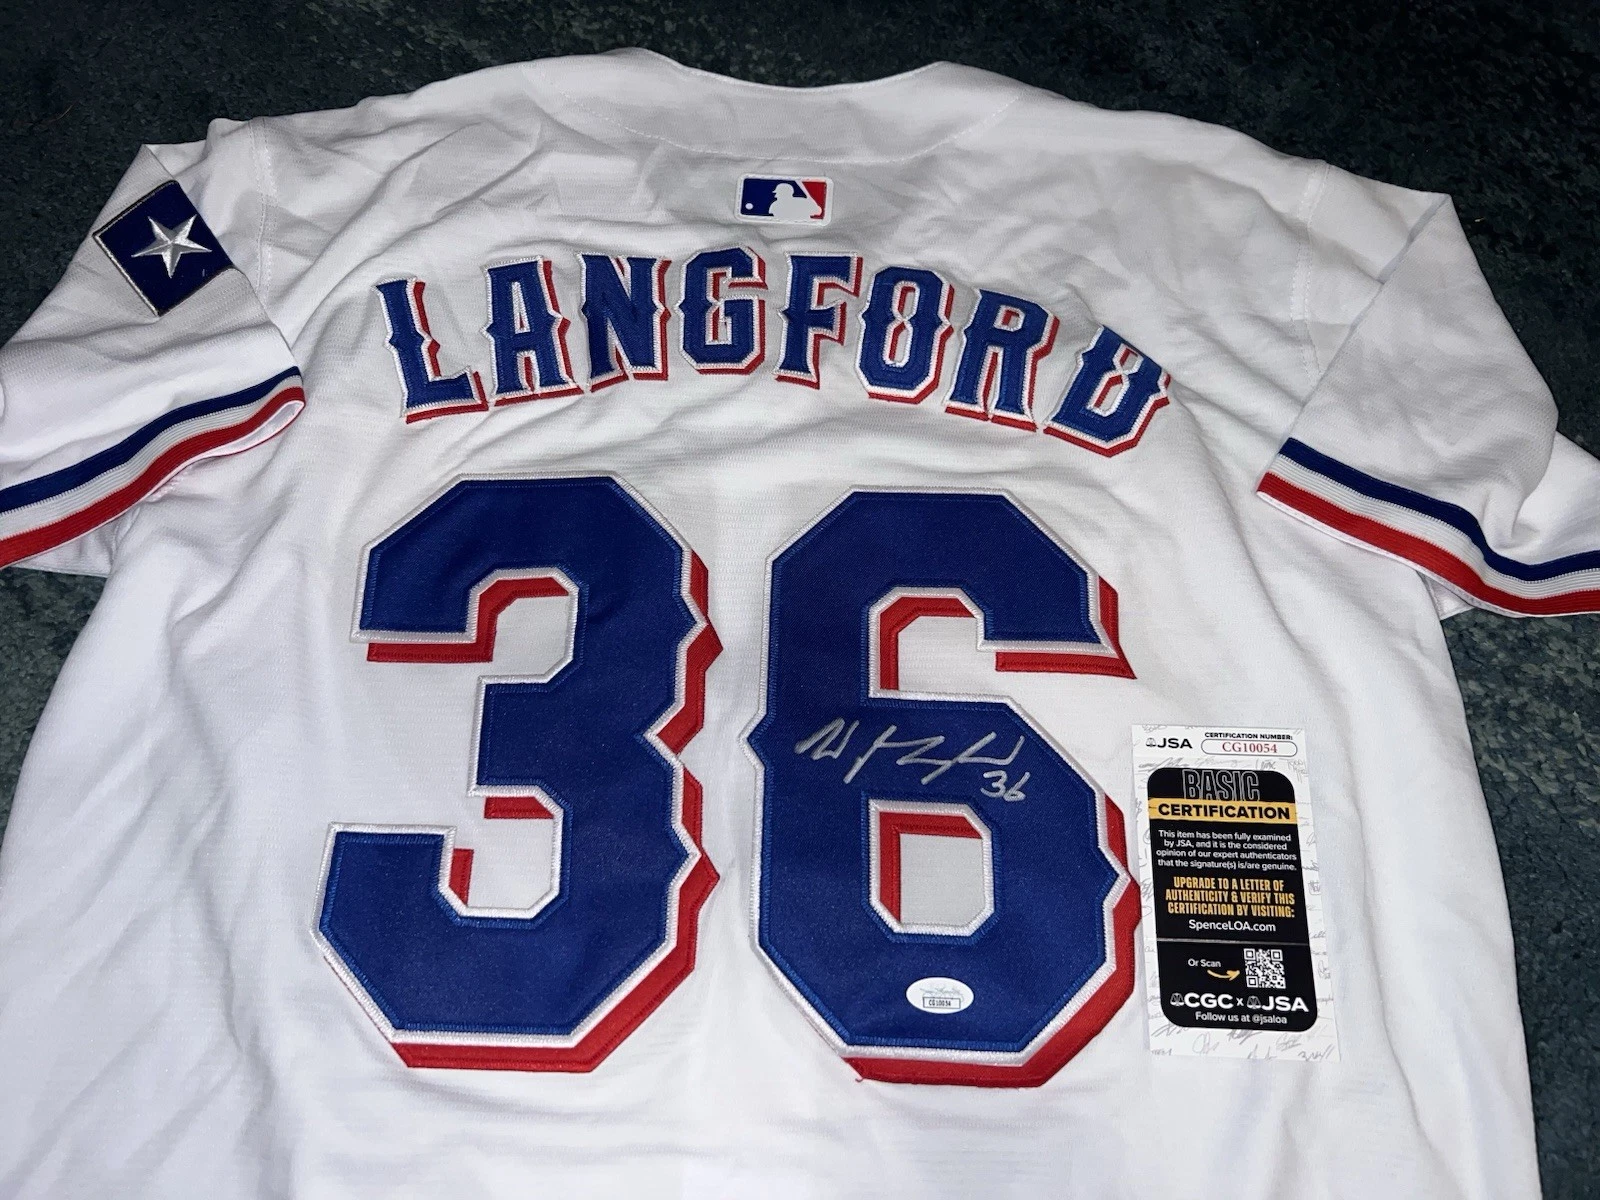 LANGFORD
36
36
JSA
CERTIFICATION NUMBER:
CG10054
BASIC
CERTIFICATION
This item has been fully examined
by JSA, and it is the considered
opinion of our expert authenticators
that the signature(s) is/are genuine.
UPGRADE TO A LETTER OF
AUTHENTICITY & VERIFY THIS
CERTIFICATION BY VISITING:
SpenceLOA.com
Or Scan
CGC x JSA
Follow us at @jsaloa
CG10054